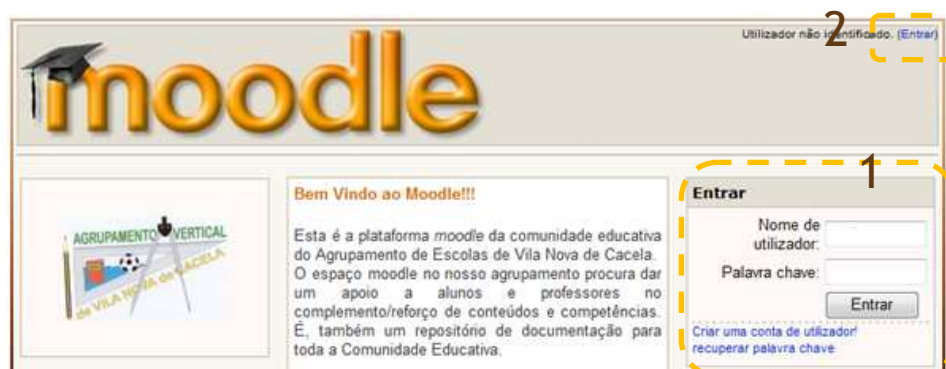 2
Utilizador não identificado. (Entrar)
moodle
1
AGRUPAMENTO VERTICAL
de VILA NOVA de CACELA
Bem Vindo ao Moodle!!!
Esta é a plataforma moodle da comunidade educativa
do Agrupamento de Escolas de Vila Nova de Cacela.
O espaço moodle no nosso agrupamento procura dar
um apoio a alunos e professores no
complemento/reforço de conteúdos e competências.
É, também um repositório de documentação para
toda a Comunidade Educativa.
Entrar
Nome de
utilizador:
Palavra chave:
Entrar
Criar uma conta de utilizador!
recuperar palavra chave